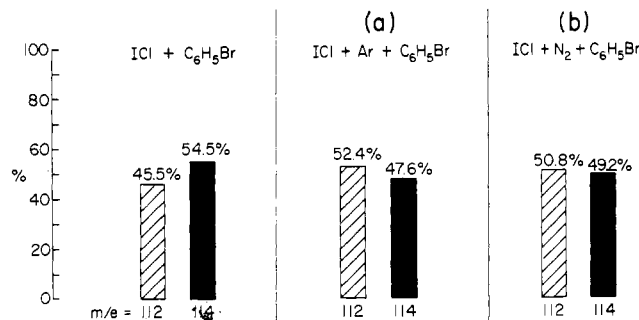 (a) (b)
ICl + C6H5Br ICl + Ar + C6H5Br ICl + N2 + C6H5Br
100
80
60
%
40
20
0
45.5% 54.5% 52.4% 47.6% 50.8% 49.2%
m/e = 112 114 112 114 112 114